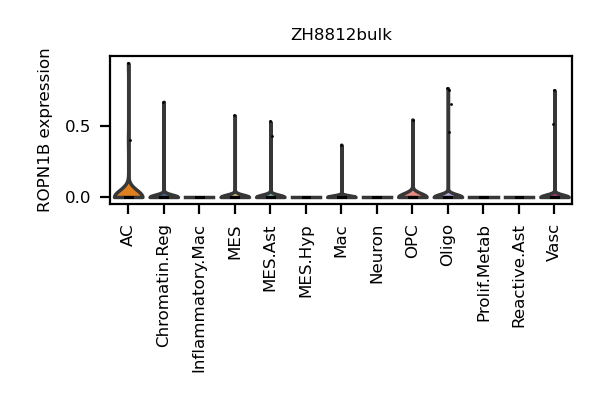 ZH8812bulk
ROPN1B expression
0.5
0.0
AC
Chromatin.Reg
Inflammatory.Mac
MES
MES.Ast
MES.Hyp
Mac
Neuron
OPC
Oligo
Prolif.Metab
Reactive.Ast
Vasc